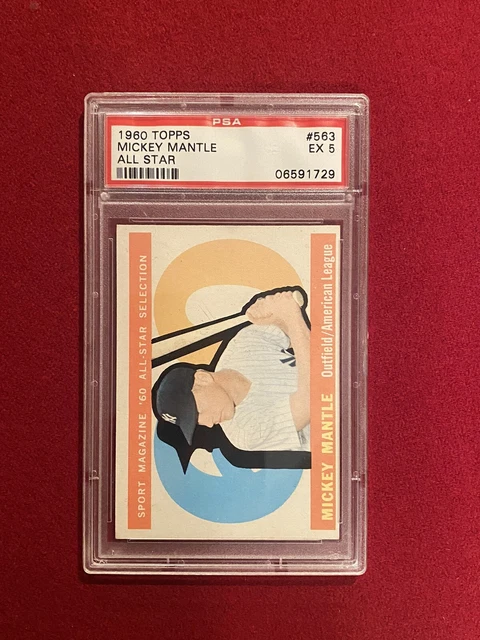 PSA
1960 TOPPS #563
MICKEY MANTLE EX 5
ALL STAR
06591729
SPORT MAGAZINE '60 ALL-STAR SELECTION
MICKEY MANTLE Outfield/American League